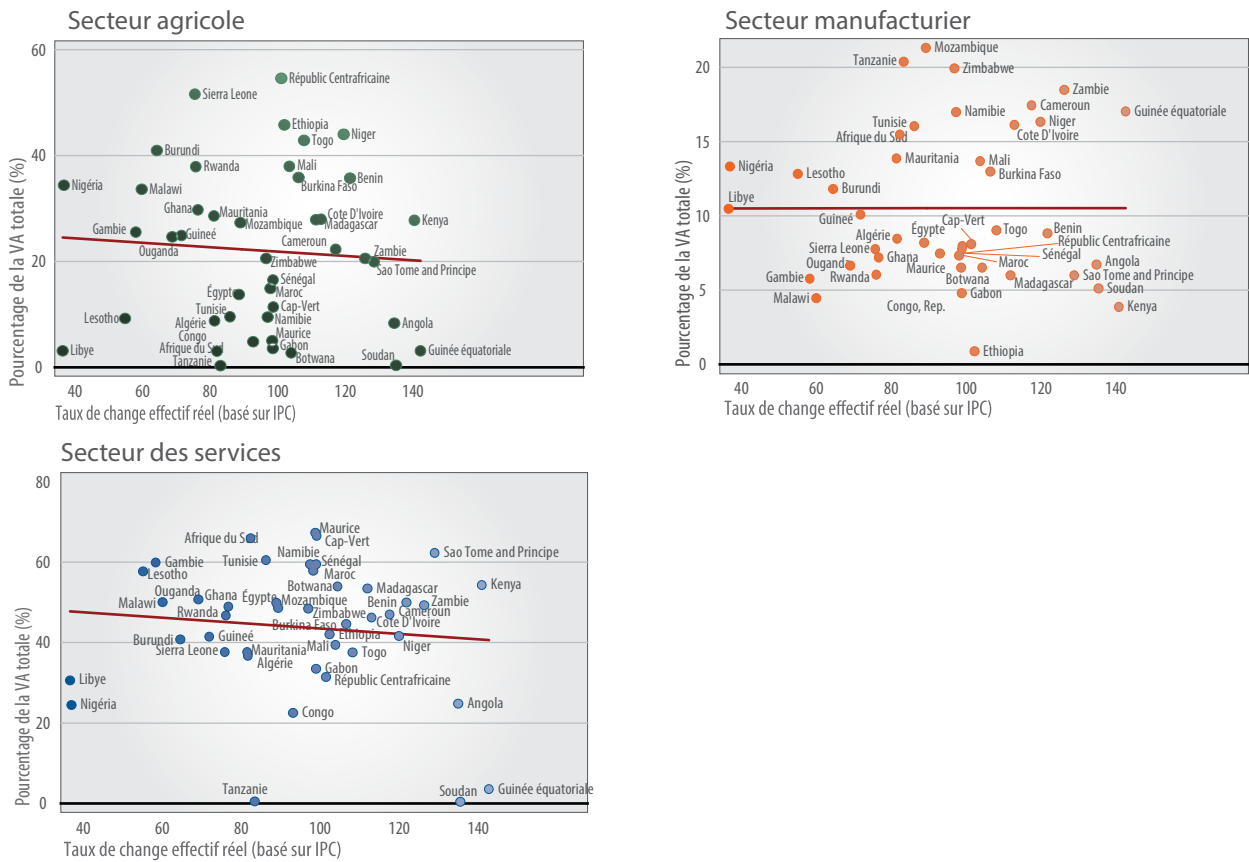 Secteur agricole
Pourcentage de la VA totale (%)
60
40
20
0
Républic Centrafricaine
Sierra Leone
Ethiopia
Niger
Togo
Burundi
Rwanda
Mali
Nigéria
Malawi
Burkina Faso
Benin
Ghana
Mauritania
Mozambique
Cote D'Ivoire
Madagascar
Kenya
Gambie
Guineé
Ouganda
Cameroun
Zambie
Zimbabwe
Sao Tome and Principe
Sénégal
Égypte
Maroc
Tunisie
Cap-Vert
Lesotho
Algérie
Namibie
Angola
Congo
Maurice
Libye
Afrique du Sud
Gabon
Guinée équatoriale
Tanzanie
Botwana
Soudan
40 60 80 100 120 140
Taux de change effectif réel (basé sur IPC)
Secteur manufacturier
Pourcentage de la VA totale (%)
20
15
10
5
0
Mozambique
Tanzanie
Zimbabwe
Zambie
Cameroun
Namibie
Guinée équatoriale
Tunisie
Niger
Afrique du Sud
Cote D'Ivoire
Nigéria
Mauritania
Mali
Lesotho
Burkina Faso
Burundi
Libye
Guineé
Cap-Vert
Togo
Benin
Algérie
Égypte
Républic Centrafricaine
Sierra Leone
Sénégal
Ouganda
Ghana
Maurice
Maroc
Angola
Gambie
Rwanda
Botwana
Madagascar
Sao Tome and Principe
Malawi
Gabon
Soudan
Congo, Rep.
Kenya
Ethiopia
40 60 80 100 120 140
Taux de change effectif réel (basé sur IPC)
Secteur des services
Pourcentage de la VA totale (%)
80
60
40
20
0
Maurice
Afrique du Sud
Cap-Vert
Namibie
Sao Tome and Principe
Gambie
Tunisie
Sénégal
Lesotho
Maroc
Ouganda
Ghana
Égypte
Botwana
Madagascar
Kenya
Malawi
Mozambique
Benin
Zambie
Rwanda
Zimbabwe
Cameroun
Burkina Faso
Cote D'Ivoire
Burundi
Guineé
Ethiopia
Sierra Leone
Mauritania
Mali
Niger
Algérie
Togo
Libye
Gabon
Républic Centrafricaine
Nigéria
Congo
Angola
Tanzanie
Soudan
Guinée équatoriale
40 60 80 100 120 140
Taux de change effectif réel (basé sur IPC)